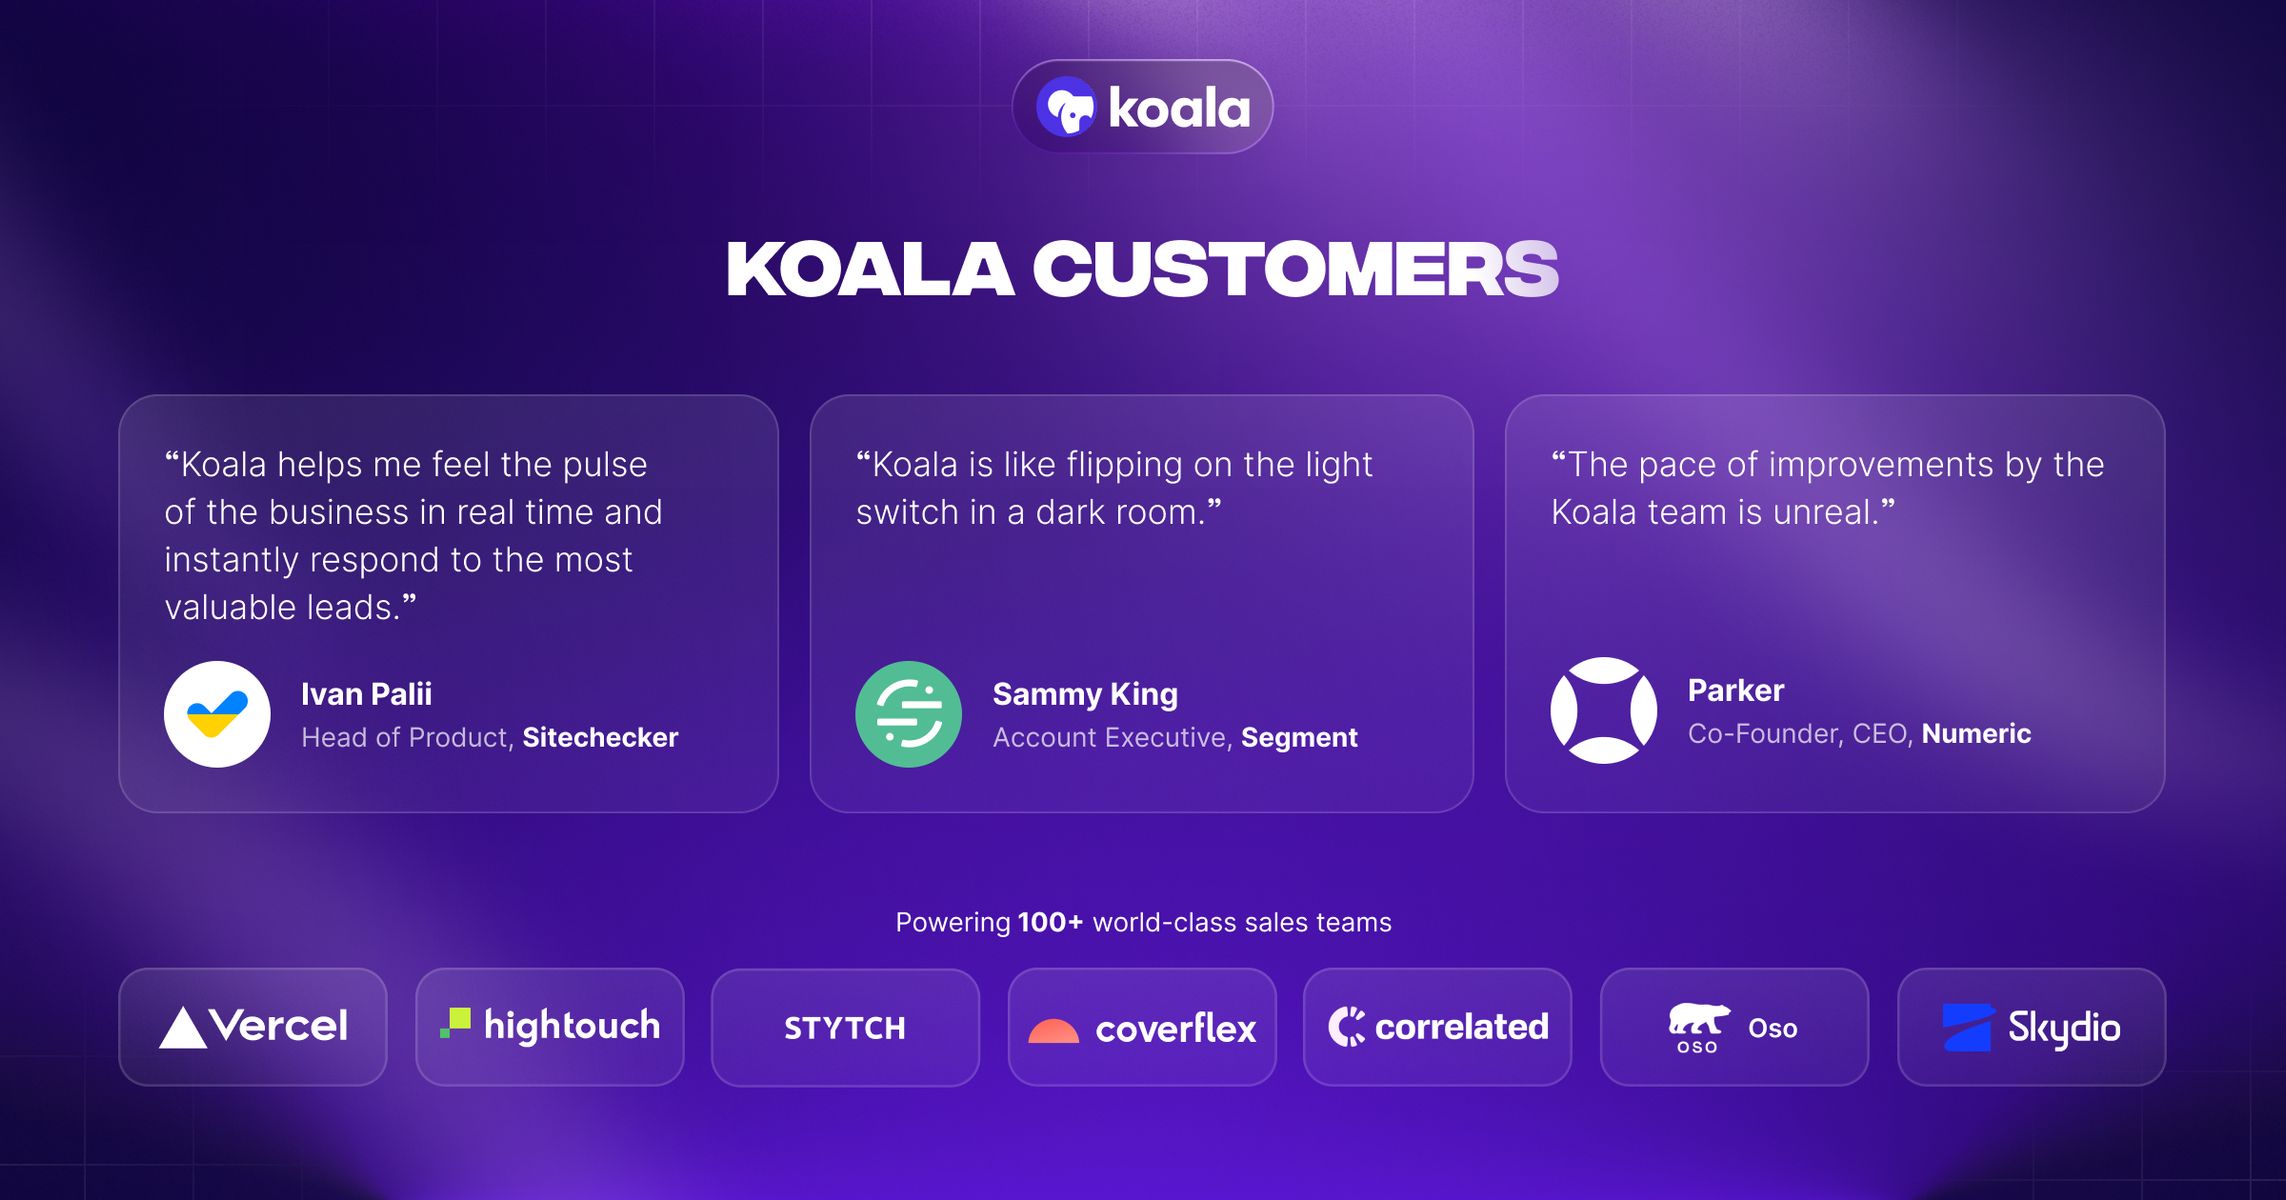 koala
KOALA CUSTOMERS
“Koala helps me feel the pulse
of the business in real time and
instantly respond to the most
valuable leads.”
Ivan Palii
Head of Product, Sitechecker
“Koala is like flipping on the light
switch in a dark room.”
Sammy King
Account Executive, Segment
“The pace of improvements by the
Koala team is unreal.”
Parker
Co-Founder, CEO, Numeric
Powering 100+ world-class sales teams
Vercel
hightouch
STYTCH
coverflex
correlated
OSO
Oso
Skydio